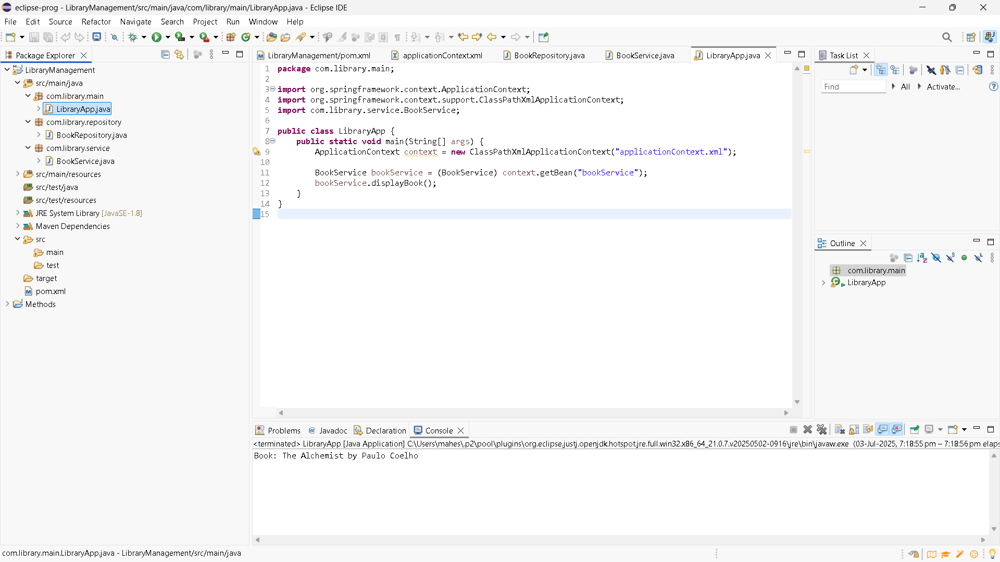 eclipse-prog - LibraryManagement/src/main/java/com/library/main/LibraryApp.java - Eclipse IDE
File Edit Source Refactor Navigate Search Project Run Window Help
Package Explorer
LibraryManagement
src/main/java
com.library.main
LibraryApp.java
com.library.repository
BookRepository.java
com.library.service
BookService.java
src/main/resources
src/test/java
src/test/resources
JRE System Library [JavaSE-1.8]
Maven Dependencies
src
main
test
target
pom.xml
Methods
LibraryManagement/pom.xml applicationContext.xml BookRepository.java BookService.java LibraryApp.java
1 package com.library.main;
2
3 import org.springframework.context.ApplicationContext;
4 import org.springframework.context.support.ClassPathXmlApplicationContext;
5 import com.library.service.BookService;
6
7 public class LibraryApp {
8 public static void main(String[] args) {
9 ApplicationContext context = new ClassPathXmlApplicationContext("applicationContext.xml");
10
11 BookService bookService = (BookService) context.getBean("bookService");
12 bookService.displayBook();
13 }
14 }
15
Task List
Find All Activate...
Outline
com.library.main
LibraryApp
Problems Javadoc Declaration Console
<terminated> LibraryApp [Java Application] C:\Users\mahes\.p2\pool\plugins\org.eclipse.justj.openjdk.hotspot.jre.full.win32.x86_64_21.0.7.v20250502-0916\jre\bin\javaw.exe (03-Jul-2025, 7:18:55 pm – 7:18:56 pm elaps
Book: The Alchemist by Paulo Coelho
com.library.main.LibraryApp.java - LibraryManagement/src/main/java